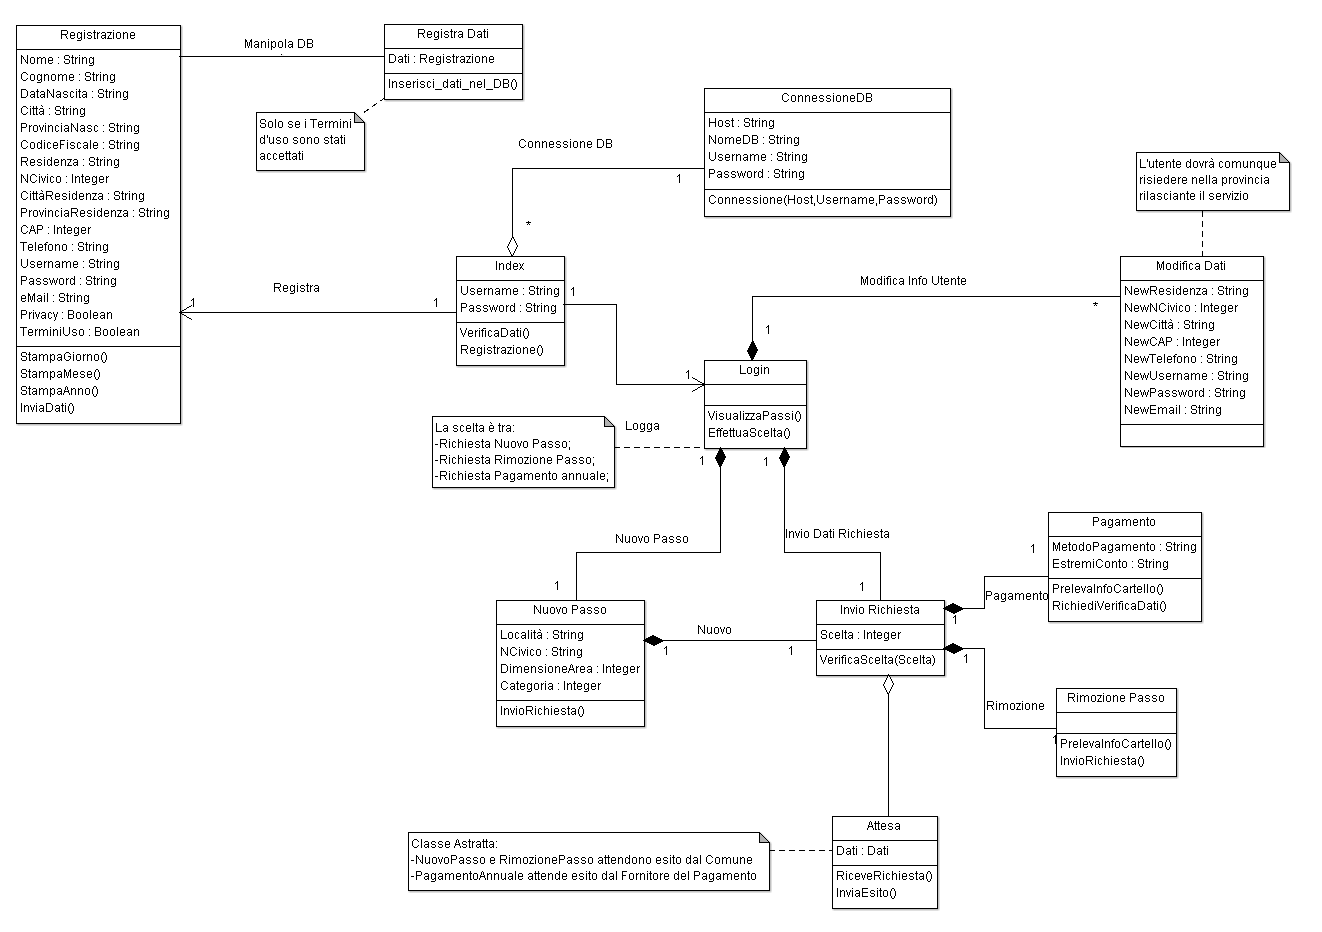 Registrazione
Nome : String
Cognome : String
DataNascita : String
Città : String
ProvinciaNasc : String
CodiceFiscale : String
Residenza : String
NCivico : Integer
CittàResidenza : String
ProvinciaResidenza : String
CAP : Integer
Telefono : String
Username : String
Password : String
eMail : String
Privacy : Boolean
TerminiUso : Boolean
StampaGiorno()
StampaMese()
StampaAnno()
InviaDati()
Manipola DB
Registra Dati
Dati : Registrazione
Inserisci_dati_nel_DB()
Solo se i Termini
d'uso sono stati
accettati
Connessione DB
1
*
ConnessioneDB
Host : String
NomeDB : String
Username : String
Password : String
Connessione(Host,Username,Password)
L'utente dovrà comunque
risiedere nella provincia
rilasciante il servizio
Registra
1
1
Index
Username : String
Password : String
VerificaDati()
Registrazione()
1
1
Logga
Modifica Info Utente
1
*
Modifica Dati
NewResidenza : String
NewNCivico : Integer
NewCittà : String
NewCAP : Integer
NewTelefono : String
NewUsername : String
NewPassword : String
NewEmail : String
Login
VisualizzaPassi()
EffettuaScelta()
La scelta è tra:
-Richiesta Nuovo Passo;
-Richiesta Rimozione Passo;
-Richiesta Pagamento annuale;
1
1
Nuovo Passo
1
Invio Dati Richiesta
1
Nuovo Passo
Località : String
NCivico : String
DimensioneArea : Integer
Categoria : Integer
InvioRichiesta()
Nuovo
1
1
Invio Richiesta
Scelta : Integer
VerificaScelta(Scelta)
Pagamento
1
1
Pagamento
MetodoPagamento : String
EstremiConto : String
PrelevaInfoCartello()
RichiediVerificaDati()
1
Rimozione
1
Rimozione Passo
PrelevaInfoCartello()
InvioRichiesta()
Attesa
Dati : Dati
RiceveRichiesta()
InviaEsito()
Classe Astratta:
-NuovoPasso e RimozionePasso attendono esito dal Comune
-PagamentoAnnuale attende esito dal Fornitore del Pagamento